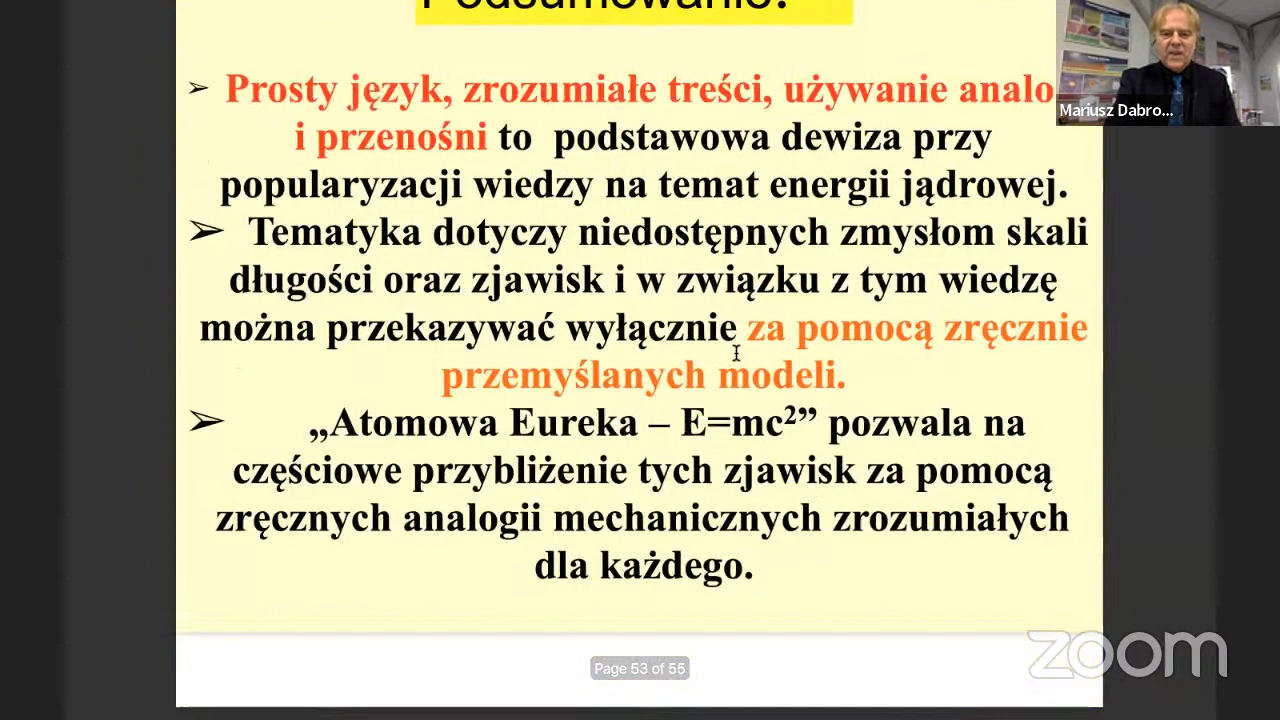 Podsumowanie:
➢ Prosty język, zrozumiałe treści, używanie analo
i przenośni to podstawowa dewiza przy
popularyzacji wiedzy na temat energii jądrowej.
➢ Tematyka dotyczy niedostępnych zmysłom skali
długości oraz zjawisk i w związku z tym wiedzę
można przekazywać wyłącznie za pomocą zręcznie
przemyślanych modeli.
➢ „Atomowa Eureka – E=mc²” pozwala na
częściowe przybliżenie tych zjawisk za pomocą
zręcznych analogii mechanicznych zrozumiałych
dla każdego.
Mariusz Dabro...
Page 53 of 55
zoom